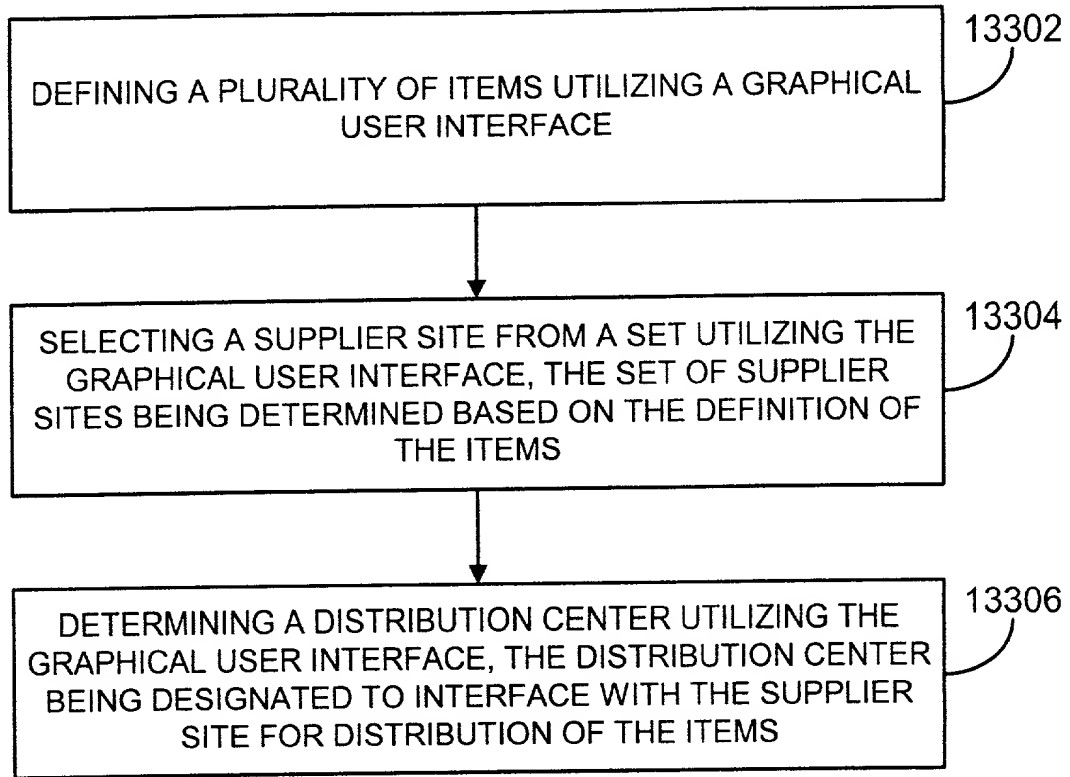 13302
DEFINING A PLURALITY OF ITEMS UTILIZING A GRAPHICAL
USER INTERFACE
13304
SELECTING A SUPPLIER SITE FROM A SET UTILIZING THE
GRAPHICAL USER INTERFACE, THE SET OF SUPPLIER
SITES BEING DETERMINED BASED ON THE DEFINITION OF
THE ITEMS
13306
DETERMINING A DISTRIBUTION CENTER UTILIZING THE
GRAPHICAL USER INTERFACE, THE DISTRIBUTION CENTER
BEING DESIGNATED TO INTERFACE WITH THE SUPPLIER
SITE FOR DISTRIBUTION OF THE ITEMS